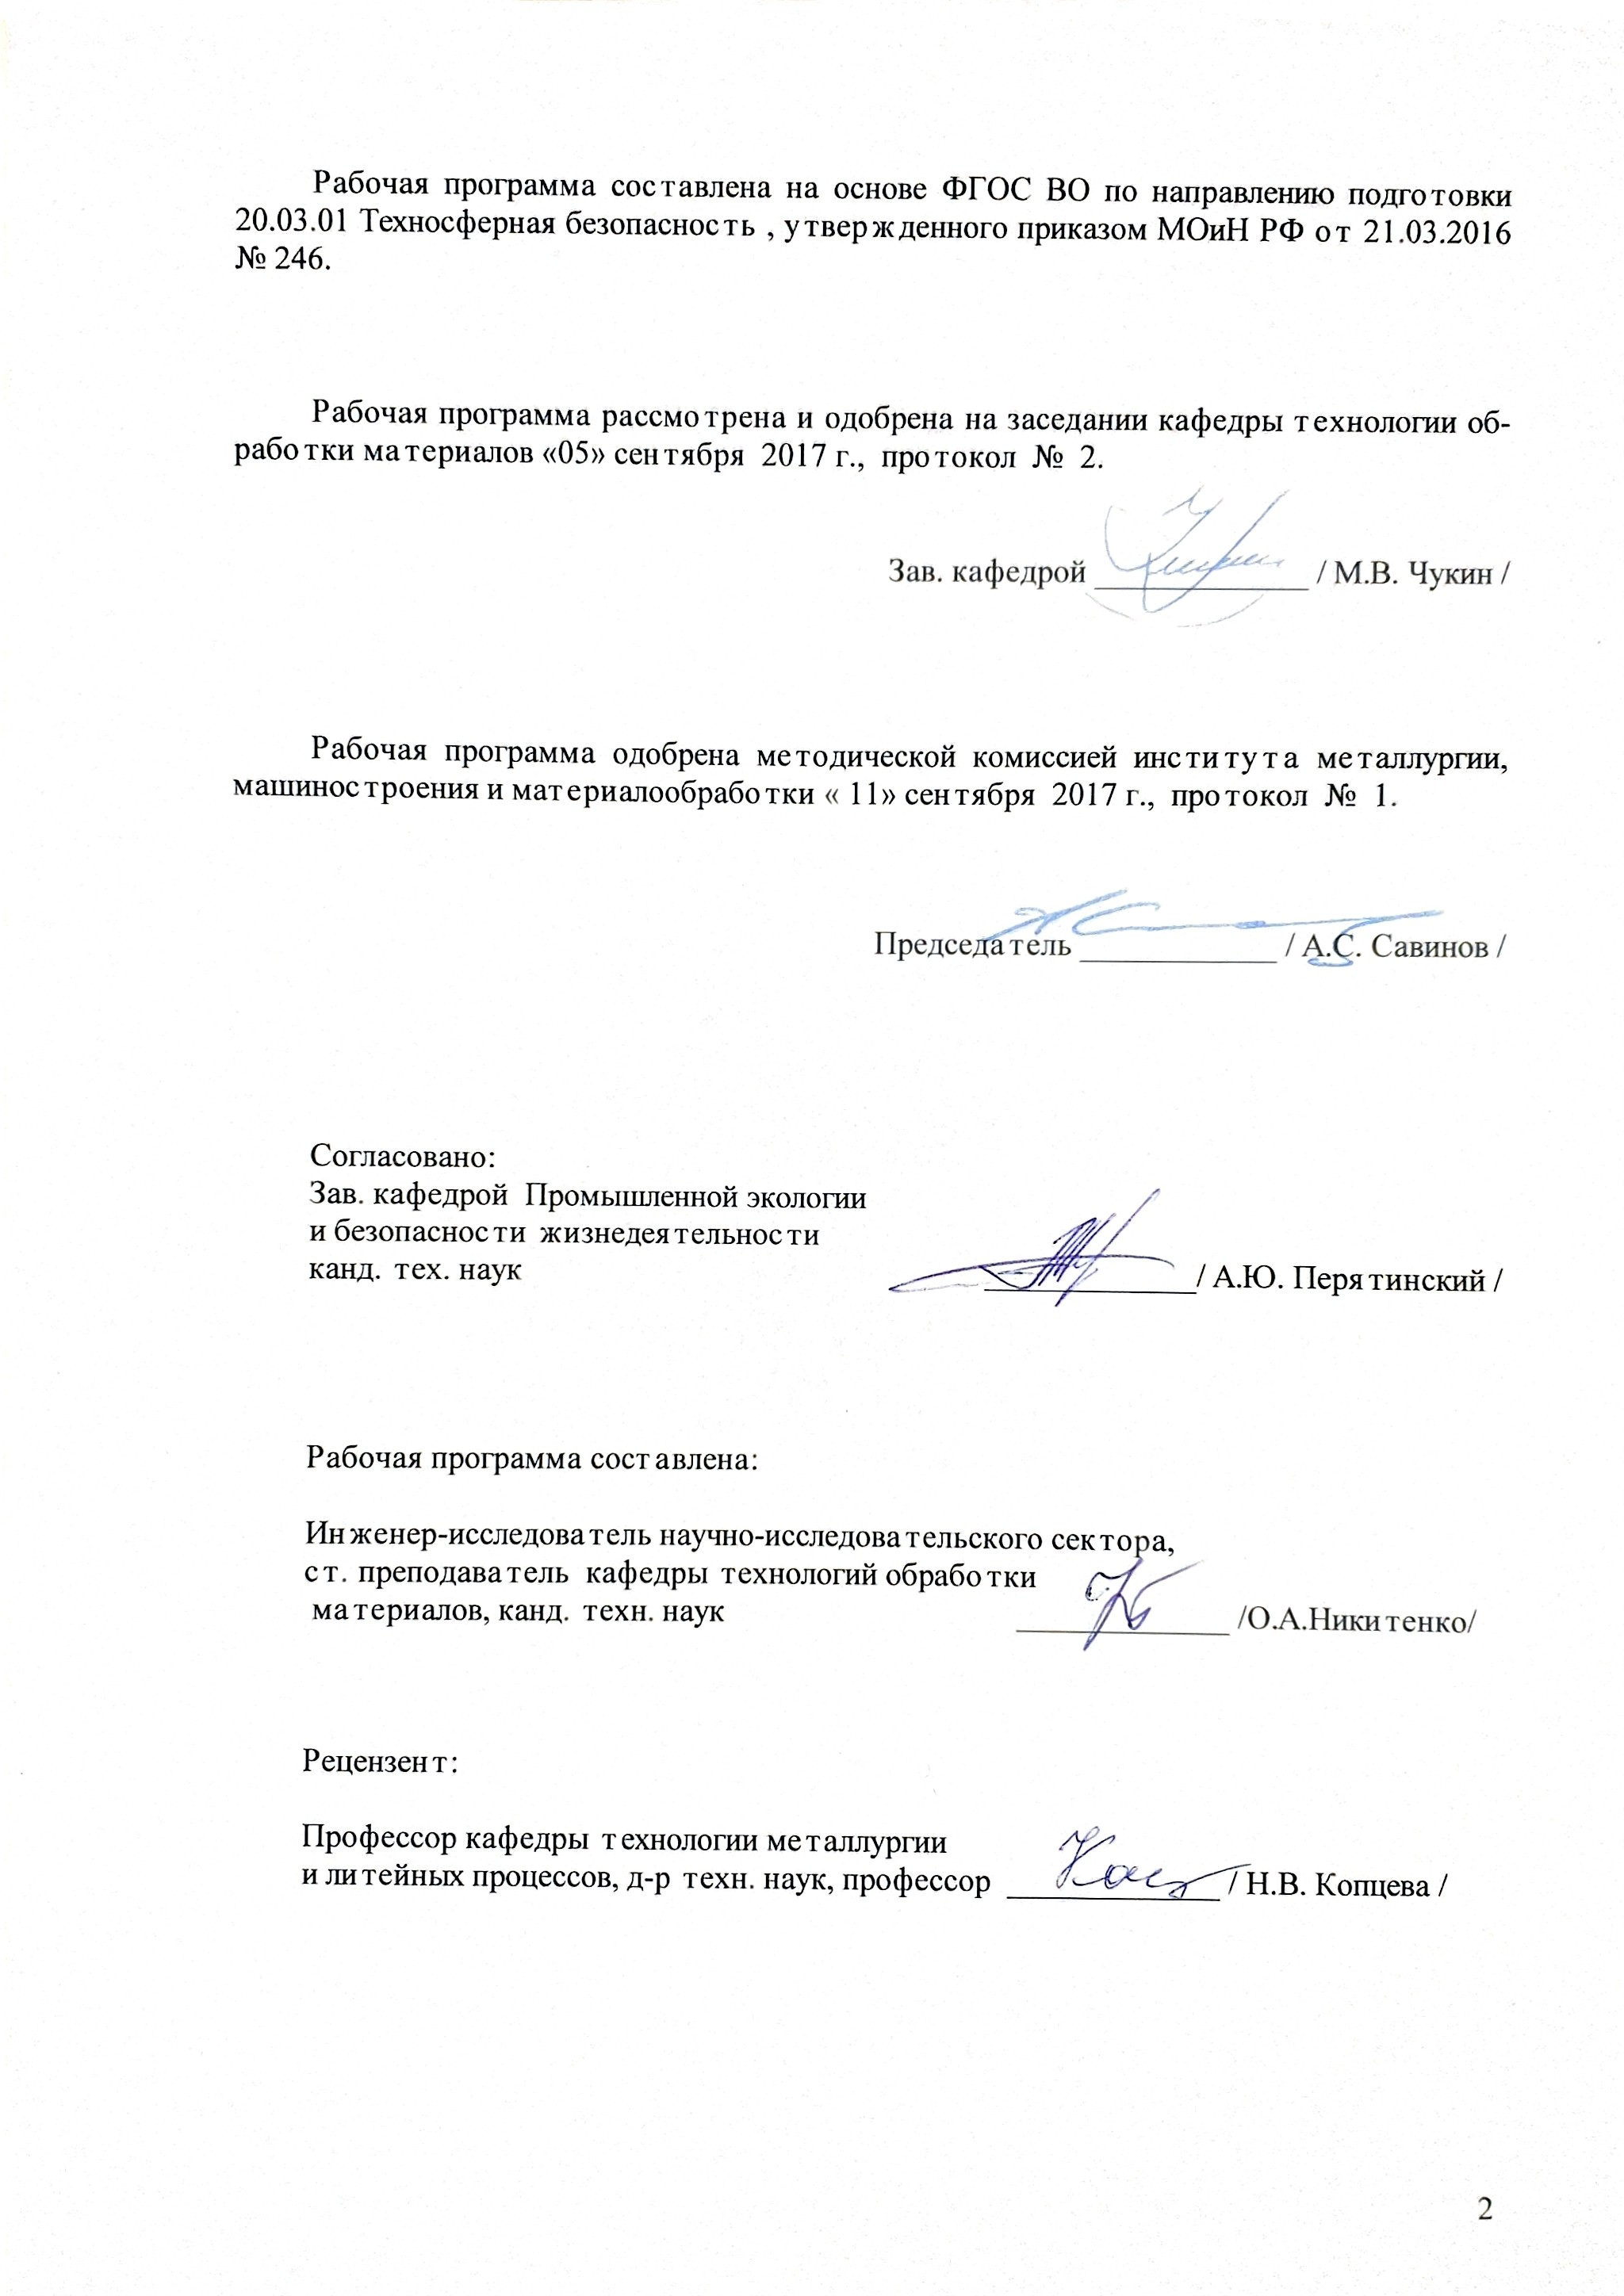 Рабочая программа составлена на основе ФГОС ВО по направлению подготовки
20.03.01 Техносферная безопасность , утвержденного приказом МОиН РФ от 21.03.2016
№ 246.
Рабочая программа рассмотрена и одобрена на заседании кафедры технологии об-
работки материалов «05» сентября 2017 г., протокол № 2.
Зав. кафедрой ______________ / М.В. Чукин /
Рабочая программа одобрена методической комиссией института металлургии,
машиностроения и материалообработки « 11» сентября 2017 г., протокол № 1.
Председатель _____________ / А.С. Савинов /
Согласовано:
Зав. кафедрой Промышленной экологии
и безопасности жизнедеятельности
канд. тех. наук ______________/ А.Ю. Перятинский /
Рабочая программа составлена:
Инженер-исследователь научно-исследовательского сектора,
ст. преподаватель кафедры технологий обработки
материалов, канд. техн. наук ______________ /О.А.Никитенко/
Рецензент:
Профессор кафедры технологии металлургии
и литейных процессов, д-р техн. наук, профессор ______________ / Н.В. Копцева /
2